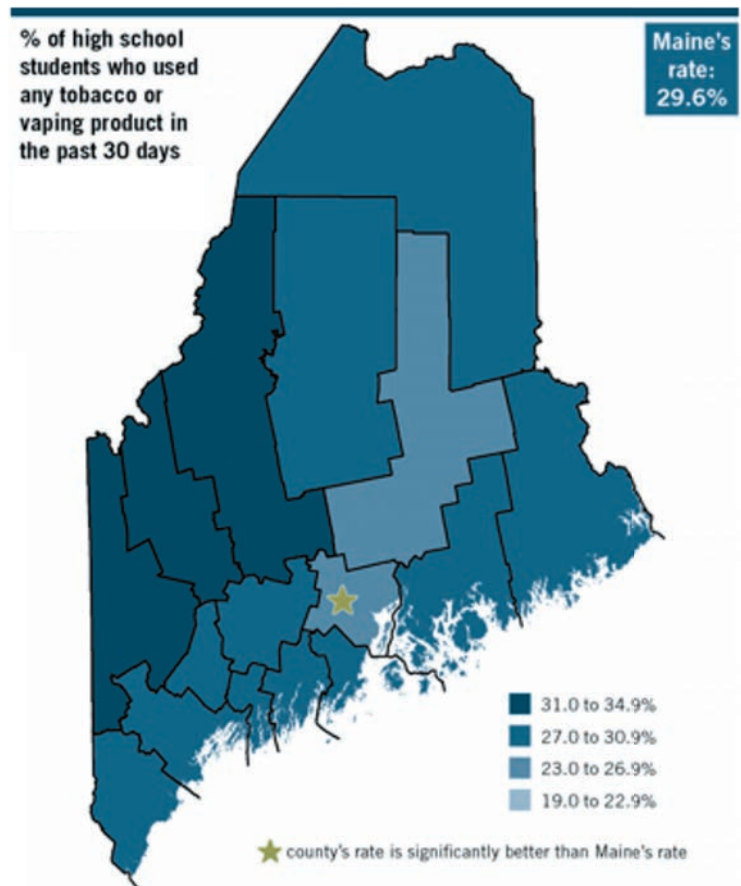 % of high school
students who used
any tobacco or
vaping product in
the past 30 days
Maine's
rate:
29.6%
31.0 to 34.9%
27.0 to 30.9%
23.0 to 26.9%
19.0 to 22.9%
county's rate is significantly better than Maine's rate